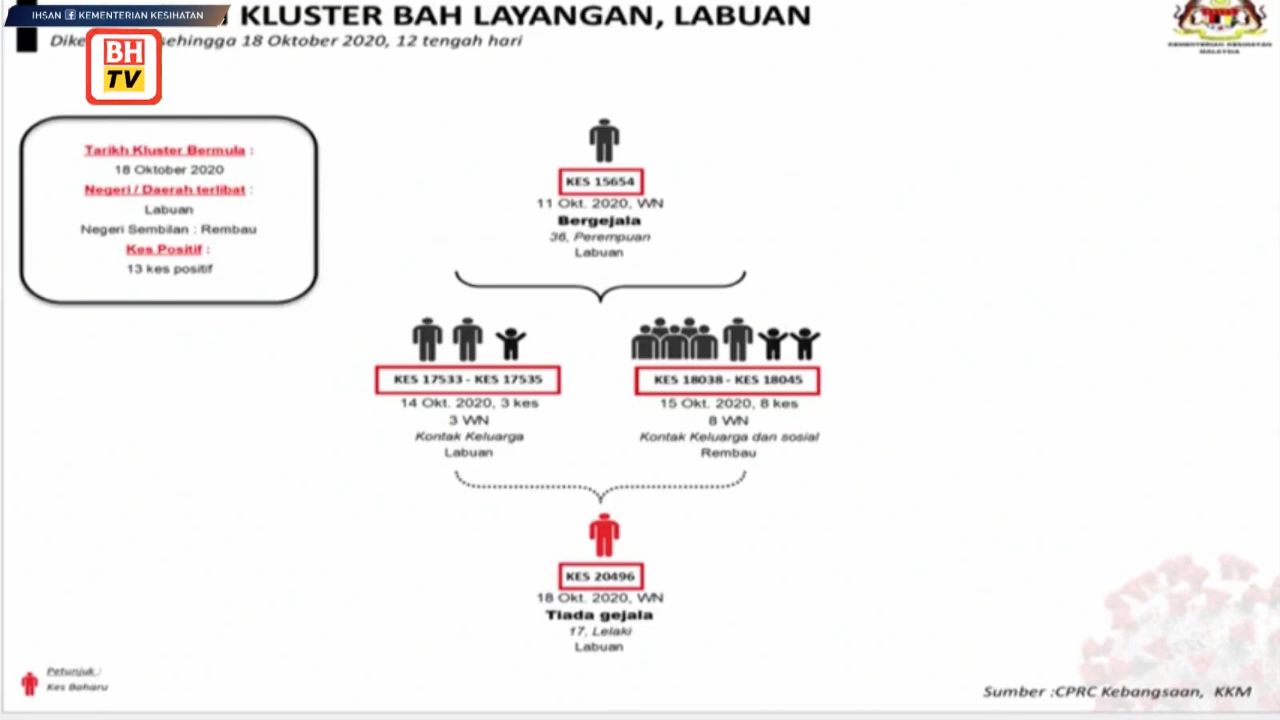 IHSAN f KEMENTERIAN KESIHATAN
KLUSTER BAH LAYANGAN, LABUAN
sehingga 18 Oktober 2020, 12 tengah hari
BH
TV
KEMENTERIAN KESIHATAN
MALAYSIA
Tarikh Kluster Bermula :
18 Oktober 2020
Negeri / Daerah terlibat :
Labuan
Negeri Sembilan : Rembau
Kes Positif :
13 kes positif
KES 15654
11 Okt. 2020, WN
Bergejala
36, Perempuan
Labuan
KES 17533 - KES 17535
14 Okt. 2020, 3 kes
3 WN
Kontak Keluarga
Labuan
KES 18038 - KES 18045
15 Okt. 2020, 8 kes
8 WN
Kontak Keluarga dan sosial
Rembau
KES 20496
18 Okt. 2020, WN
Tiada gejala
17, Lelaki
Labuan
Petunjuk :
Kes Baharu
Sumber :CPRC Kebangsaan, KKM